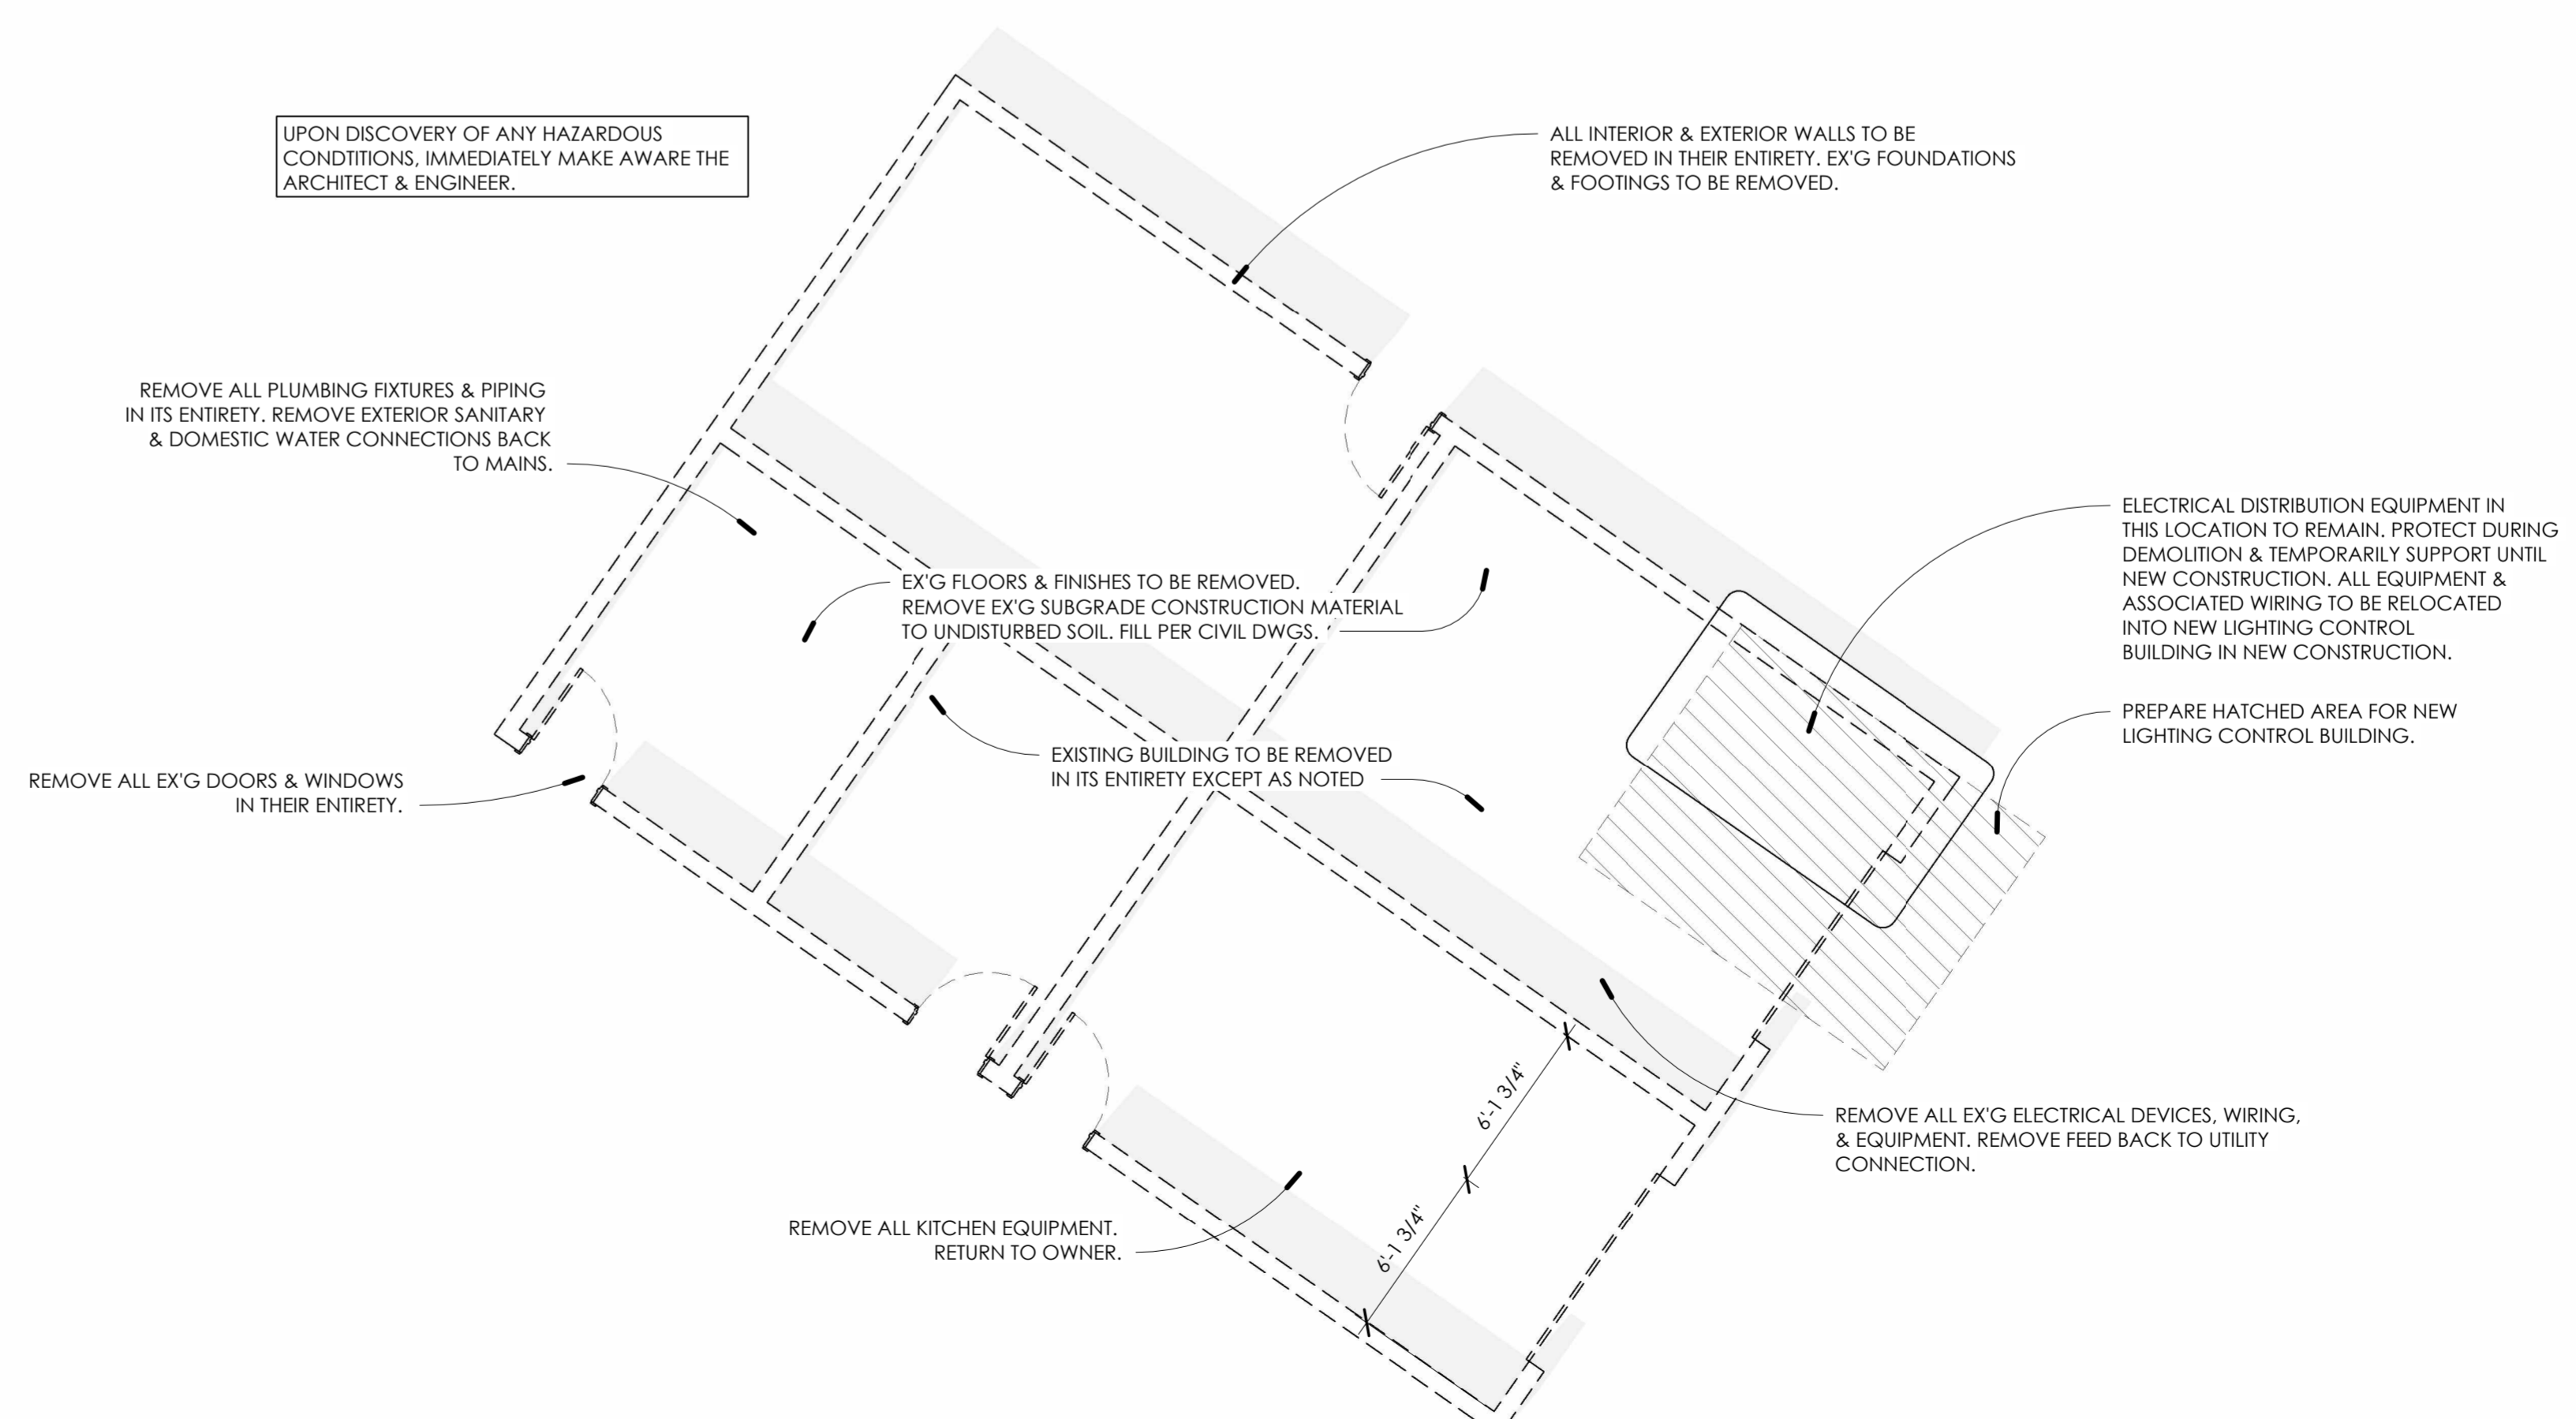 UPON DISCOVERY OF ANY HAZARDOUS
CONDTITIONS, IMMEDIATELY MAKE AWARE THE
ARCHITECT & ENGINEER.
ALL INTERIOR & EXTERIOR WALLS TO BE
REMOVED IN THEIR ENTIRETY. EX'G FOUNDATIONS
& FOOTINGS TO BE REMOVED.
REMOVE ALL PLUMBING FIXTURES & PIPING
IN ITS ENTIRETY. REMOVE EXTERIOR SANITARY
& DOMESTIC WATER CONNECTIONS BACK
TO MAINS.
ELECTRICAL DISTRIBUTION EQUIPMENT IN
THIS LOCATION TO REMAIN. PROTECT DURING
DEMOLITION & TEMPORARILY SUPPORT UNTIL
NEW CONSTRUCTION. ALL EQUIPMENT &
ASSOCIATED WIRING TO BE RELOCATED
INTO NEW LIGHTING CONTROL
BUILDING IN NEW CONSTRUCTION.
EX'G FLOORS & FINISHES TO BE REMOVED.
REMOVE EX'G SUBGRADE CONSTRUCTION MATERIAL
TO UNDISTURBED SOIL. FILL PER CIVIL DWGS.
PREPARE HATCHED AREA FOR NEW
LIGHTING CONTROL BUILDING.
EXISTING BUILDING TO BE REMOVED
IN ITS ENTIRETY EXCEPT AS NOTED
REMOVE ALL EX'G DOORS & WINDOWS
IN THEIR ENTIRETY.
6'-1 3/4"
REMOVE ALL EX'G ELECTRICAL DEVICES, WIRING,
& EQUIPMENT. REMOVE FEED BACK TO UTILITY
CONNECTION.
6'-1 3/4"
REMOVE ALL KITCHEN EQUIPMENT.
RETURN TO OWNER.